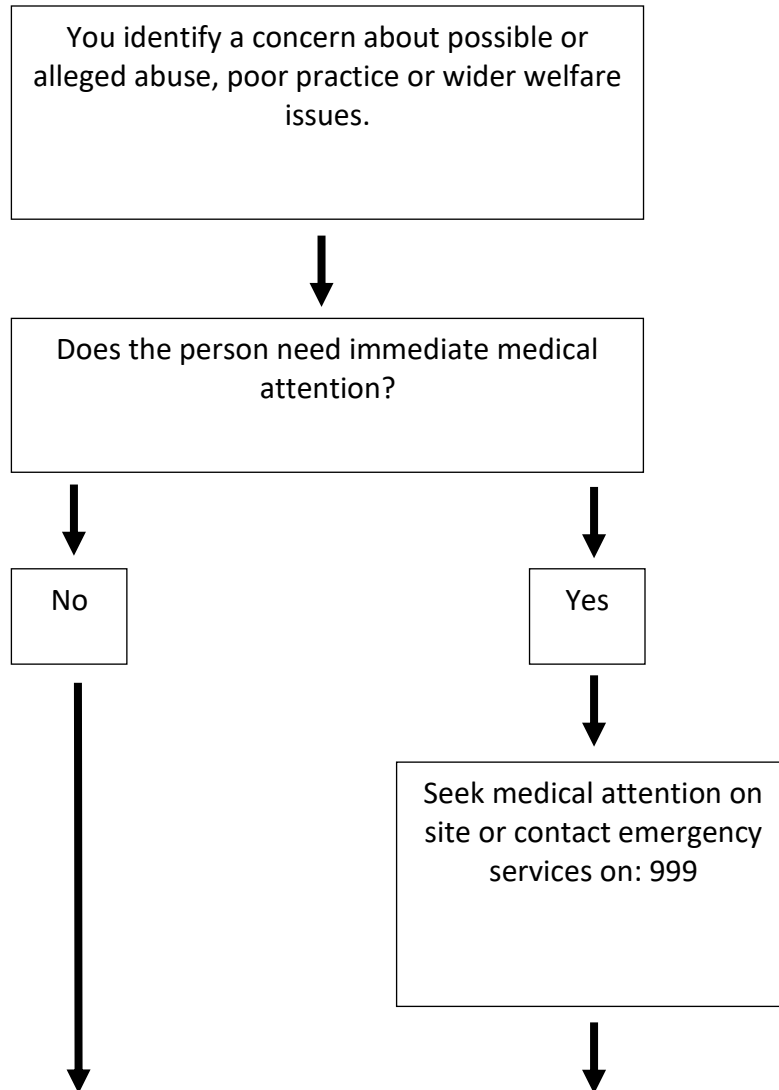 You identify a concern about possible or
alleged abuse, poor practice or wider welfare
issues.
Does the person need immediate medical
attention?
No
Yes
Seek medical attention on
site or contact emergency
services on: 999